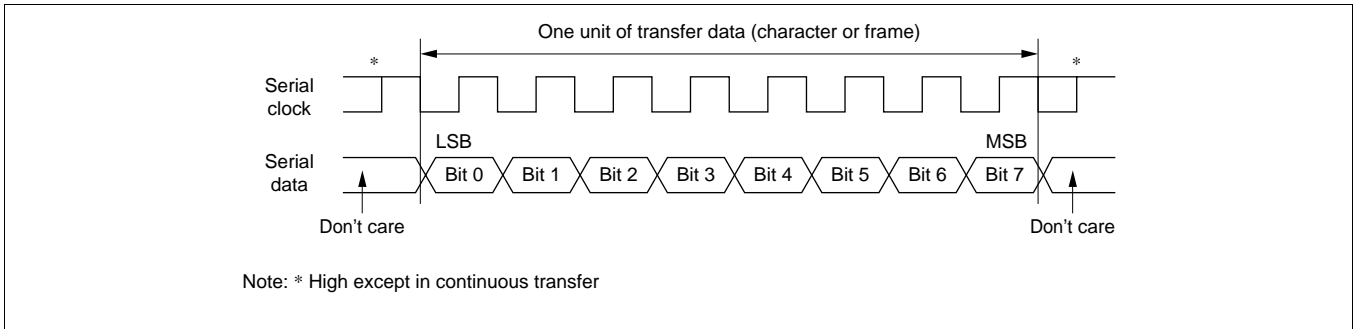 One unit of transfer data (character or frame)
* *
Serial
clock
LSB MSB
Serial
data
Bit 0 Bit 1 Bit 2 Bit 3 Bit 4 Bit 5 Bit 6 Bit 7
Don't care Don't care
Note: * High except in continuous transfer